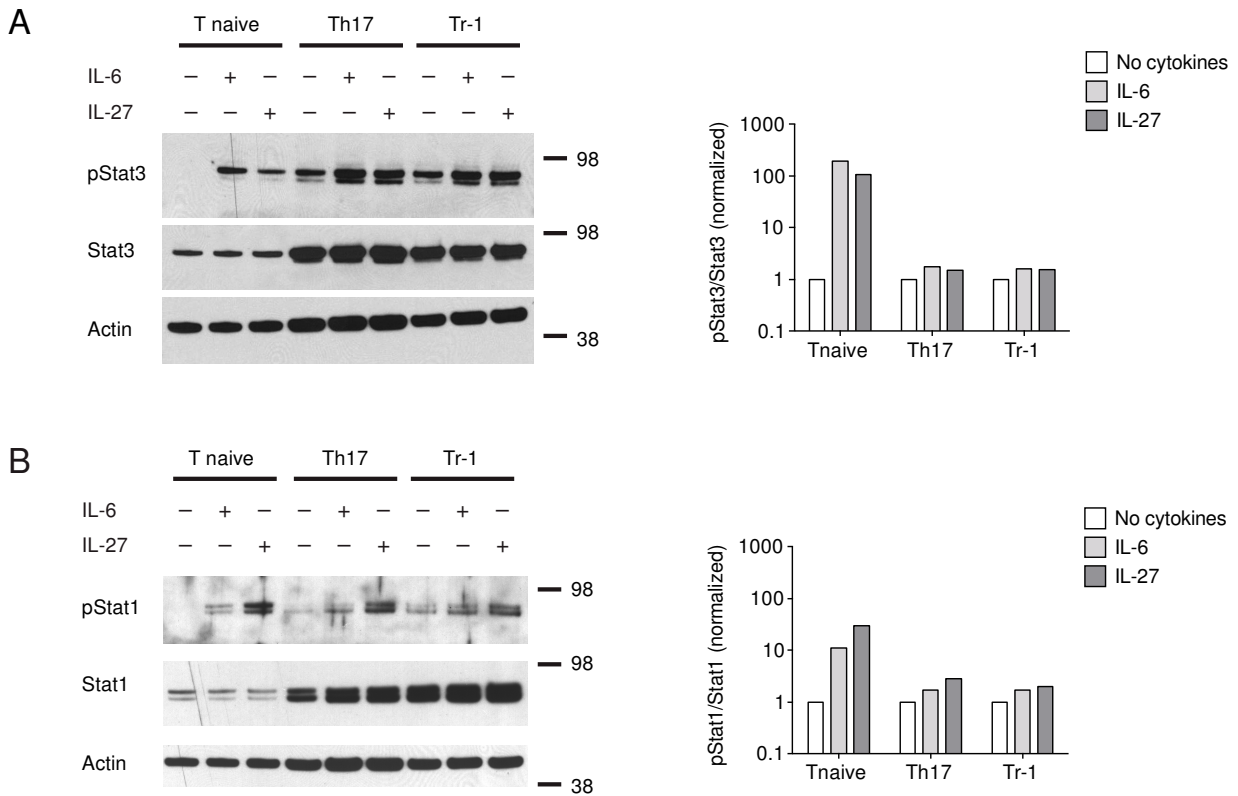 A
T naive Th17 Tr-1
IL-6 – + – – + – – + –
IL-27 – – + – – + – – +
pStat3
98
Stat3
98
Actin
38
No cytokines
IL-6
IL-27
pStat3/Stat3 (normalized)
1000
100
10
1
0.1
Tnaive Th17 Tr-1
B
T naive Th17 Tr-1
IL-6 – + – – + – – + –
IL-27 – – + – – + – – +
pStat1
98
Stat1
98
Actin
38
No cytokines
IL-6
IL-27
pStat1/Stat1 (normalized)
1000
100
10
1
0.1
Tnaive Th17 Tr-1